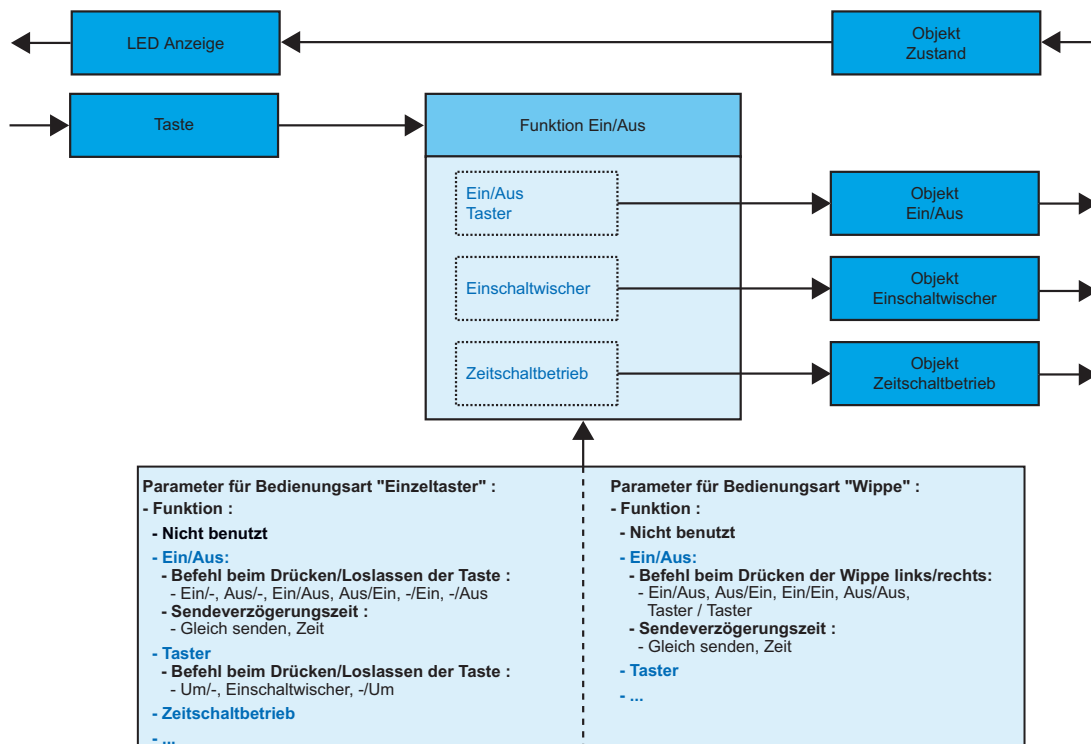 LED Anzeige
Objekt
Zustand
Taste
Funktion Ein/Aus
Ein/Aus
Taster
Objekt
Ein/Aus
Einschaltwischer
Objekt
Einschaltwischer
Zeitschaltbetrieb
Objekt
Zeitschaltbetrieb
Parameter für Bedienungsart "Einzeltaster" :
- Funktion :
- Nicht benutzt
- Ein/Aus:
- Befehl beim Drücken/Loslassen der Taste :
- Ein/-, Aus/-, Ein/Aus, Aus/Ein, -/Ein, -/Aus
- Sendeverzögerungszeit :
- Gleich senden, Zeit
- Taster
- Befehl beim Drücken/Loslassen der Taste :
- Um/-, Einschaltwischer, -/Um
- Zeitschaltbetrieb
- ...
Parameter für Bedienungsart "Wippe" :
- Funktion :
- Nicht benutzt
- Ein/Aus:
- Befehl beim Drücken der Wippe links/rechts:
- Ein/Aus, Aus/Ein, Ein/Ein, Aus/Aus,
Taster / Taster
- Sendeverzögerungszeit :
- Gleich senden, Zeit
- Taster
- ...